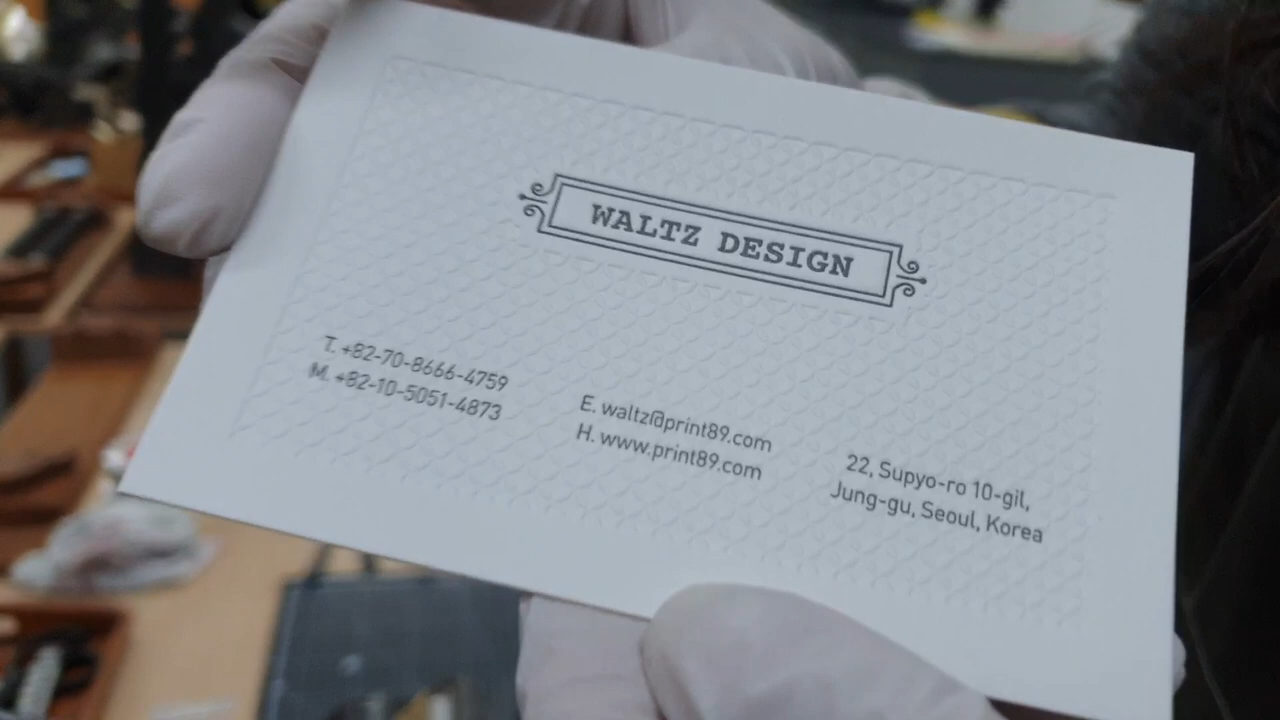 WALTZ DESIGN
T. +82-70-8666-4759
M. +82-10-5051-4873
E. waltz@print89.com
H. www.print89.com
22, Supyo-ro 10-gil,
Jung-gu, Seoul, Korea